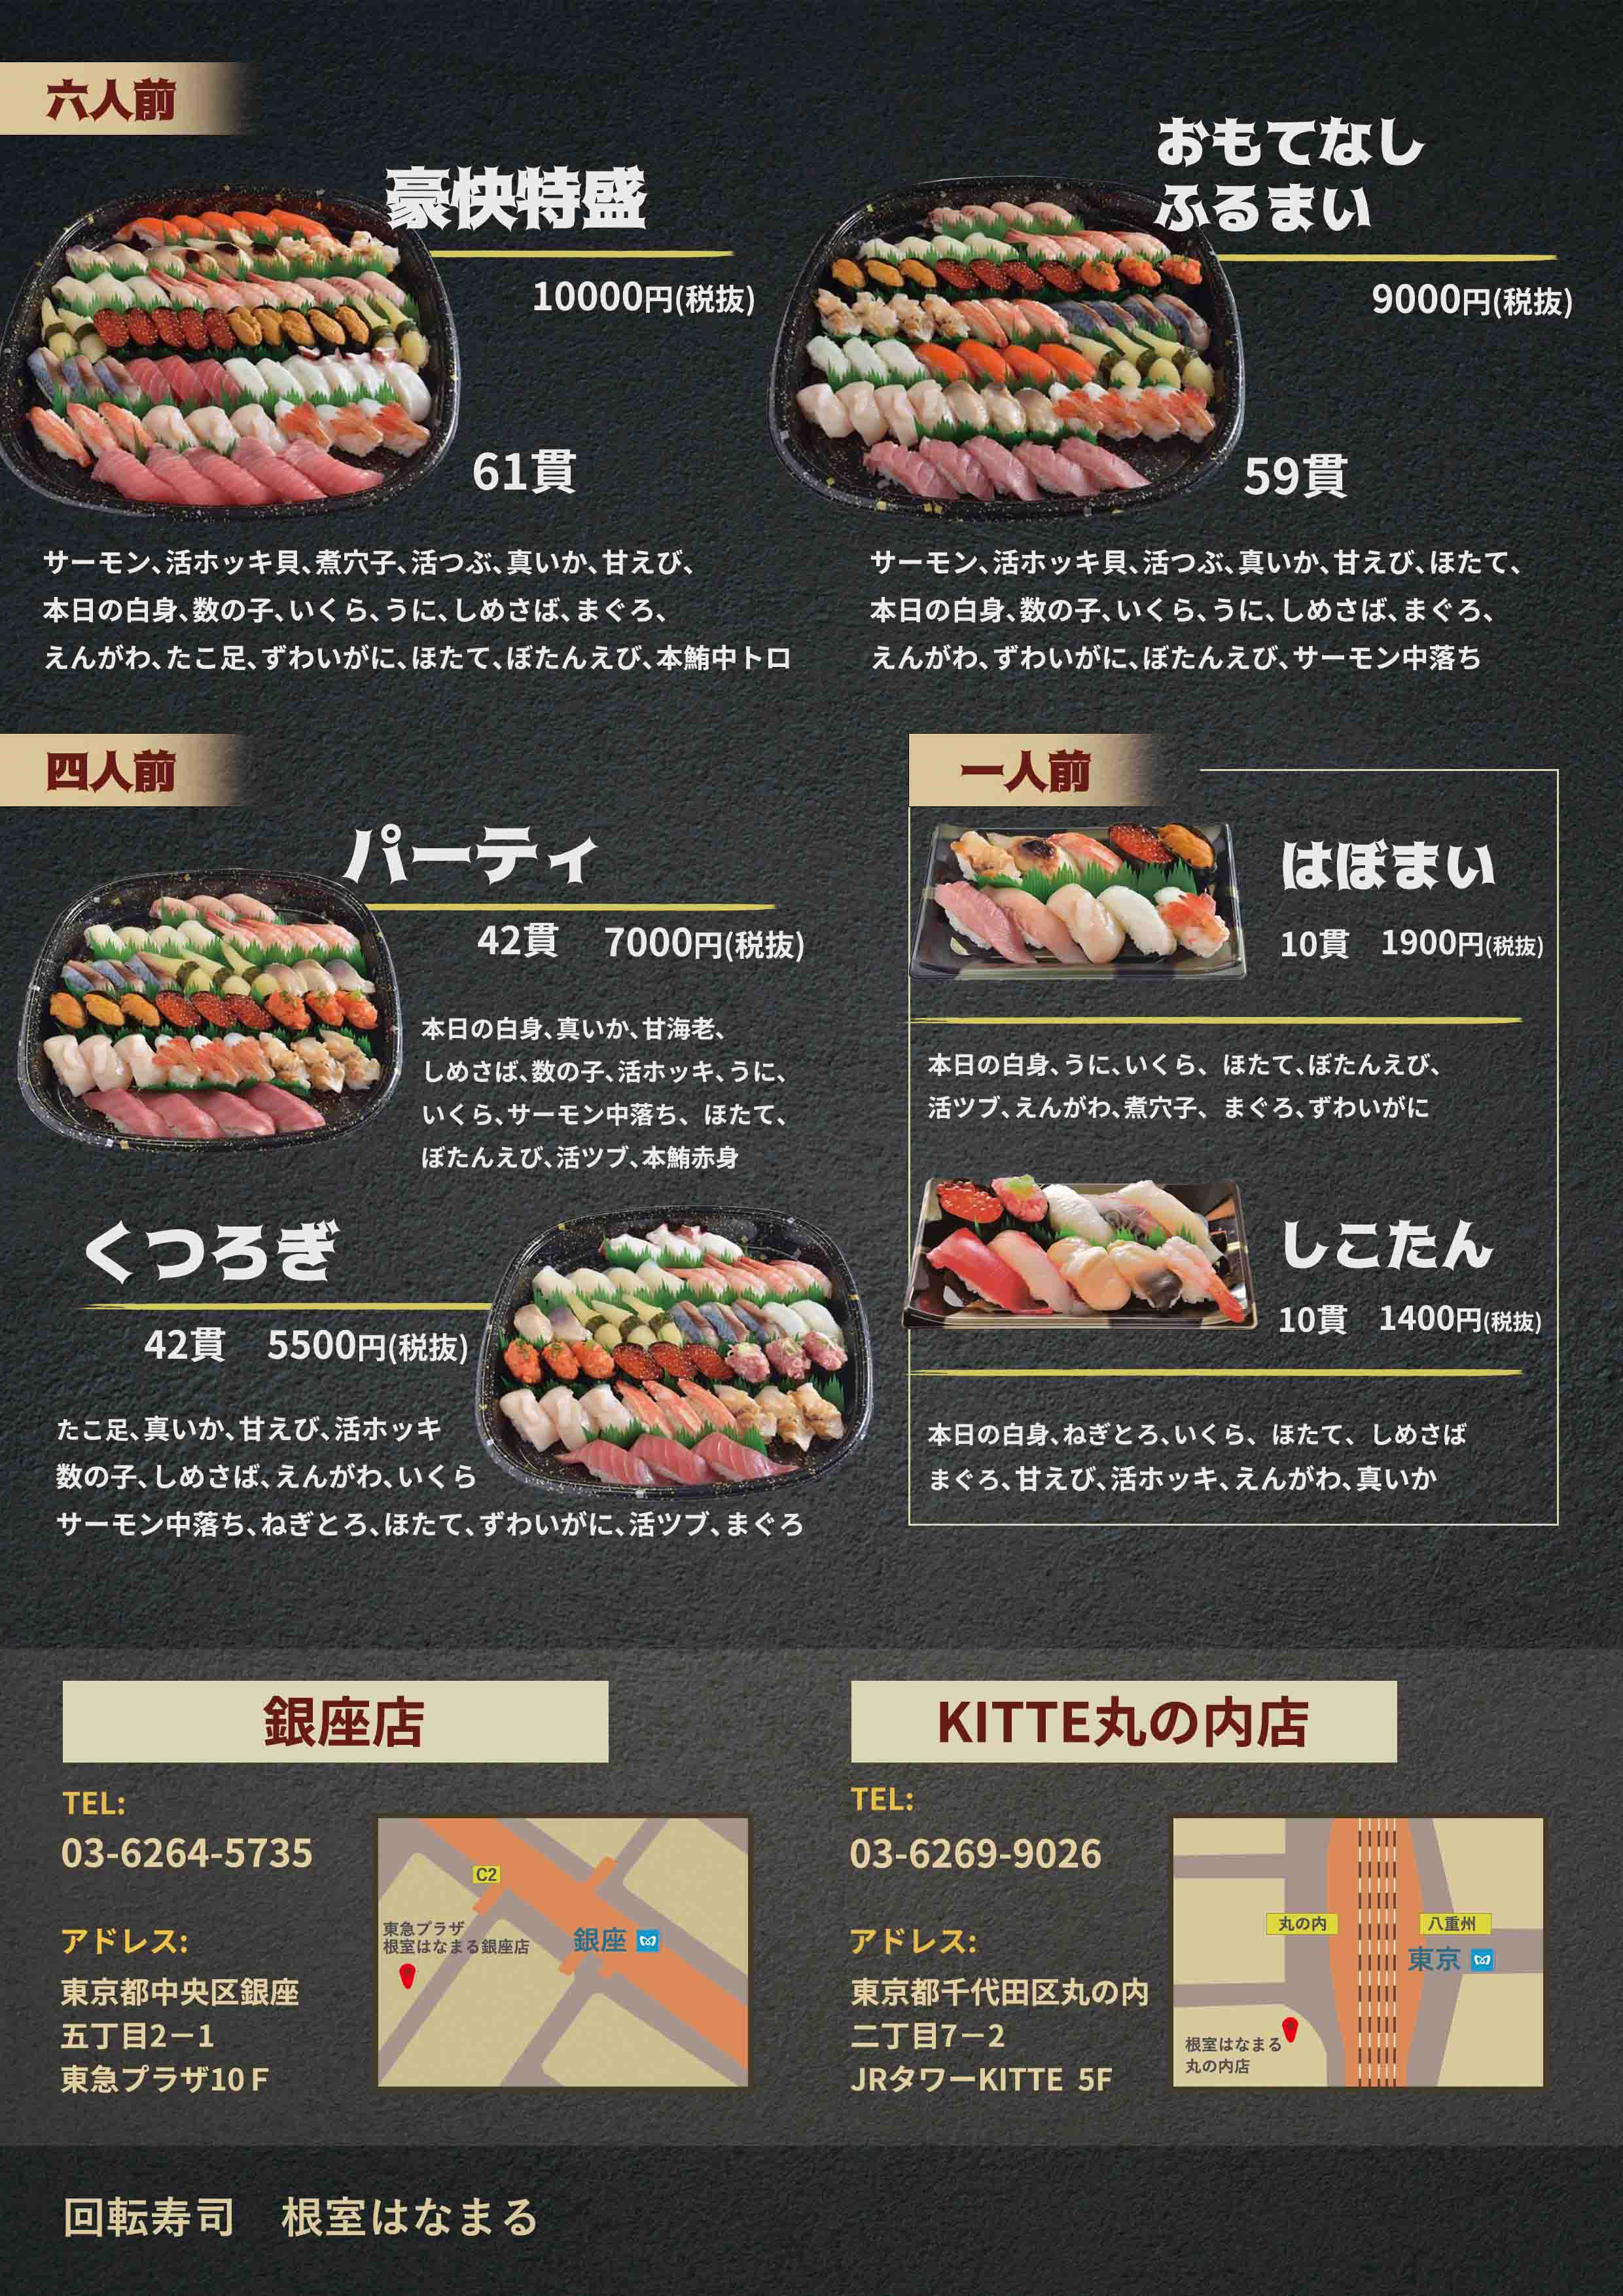 六人前
豪快特盛
10000円(税抜)
61貫
サーモン、活ホッキ貝、煮穴子、活つぶ、真いか、甘えび、
本日の白身、数の子、いくら、うに、しめさば、まぐろ、
えんがわ、たこ足、ずわいがに、ほたて、ぼたんえび、本鮪中トロ
おもてなし
ふるまい
9000円(税抜)
59貫
サーモン、活ホッキ貝、活つぶ、真いか、甘えび、ほたて、
本日の白身、数の子、いくら、うに、しめさば、まぐろ、
えんがわ、ずわいがに、ぼたんえび、サーモン中落ち
四人前
パーティ
42貫 7000円(税抜)
本日の白身、真いか、甘海老、
しめさば、数の子、活ホッキ、うに、
いくら、サーモン中落ち、ほたて、
ぼたんえび、活ツブ、本鮪赤身
くつろぎ
42貫 5500円(税抜)
たこ足、真いか、甘えび、活ホッキ
数の子、しめさば、えんがわ、いくら
サーモン中落ち、ねぎとろ、ほたて、ずわいがに、活ツブ、まぐろ
一人前
はぼまい
10貫 1900円(税抜)
本日の白身、うに、いくら、ほたて、ぼたんえび、
活ツブ、えんがわ、煮穴子、まぐろ、ずわいがに
しこたん
10貫 1400円(税抜)
本日の白身、ねぎとろ、いくら、ほたて、しめさば
まぐろ、甘えび、活ホッキ、えんがわ、真いか
銀座店
TEL:
03-6264-5735
アドレス:
東京都中央区銀座
五丁目2－1
東急プラザ10F
C2
東急プラザ
根室はなまる銀座店
銀座
KITTE丸の内店
TEL:
03-6269-9026
アドレス:
東京都千代田区丸の内
二丁目7－2
JRタワーKITTE 5F
丸の内
八重州
東京
根室はなまる
丸の内店
回転寿司 根室はなまる